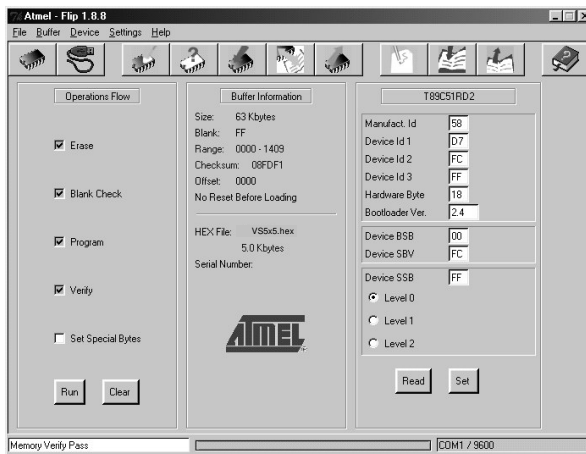 Atmel - Flip 1.8.8
File Buffer Device Settings Help
Operations Flow
Erase
Blank Check
Program
Verify
Set Special Bytes
Run Clear
Buffer Information
Size: 63 Kbytes
Blank: FF
Range: 0000 - 1409
Checksum: 08FDF1
Offset: 0000
No Reset Before Loading
HEX File: VS5x5.hex
5.0 Kbytes
Serial Number:
ATMEL
T89C51RD2
Manufact. Id 58
Device Id 1 D7
Device Id 2 FC
Device Id 3 FF
Hardware Byte 18
Bootloader Ver. 2.4
Device BSB 00
Device SBV FC
Device SSB FF
Level 0
Level 1
Level 2
Read Set
Memory Verify Pass
COM1 / 9600